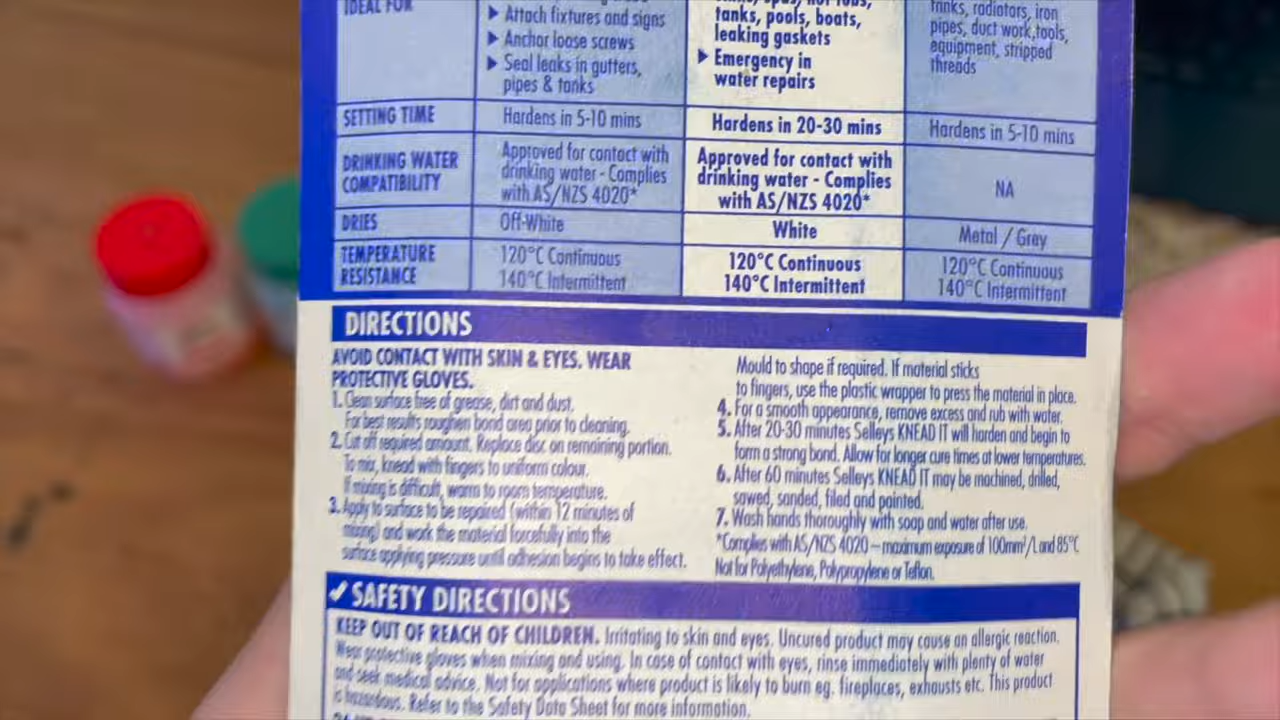 IDEAL FOR
▶ Attach fixtures and signs
▶ Anchor loose screws
▶ Seal leaks in gutters,
pipes & tanks
tanks, pools, boats,
leaking gaskets
▶ Emergency in
water repairs
tanks, radiators, iron
pipes, duct work,tools,
equipment, stripped
threads
SETTING TIME
Hardens in 5-10 mins
Hardens in 20-30 mins
Hardens in 5-10 mins
DRINKING WATER
COMPATIBILITY
Approved for contact with
drinking water - Complies
with AS/NZS 4020*
Approved for contact with
drinking water - Complies
with AS/NZS 4020*
NA
DRIES
Off-White
White
Metal / Grey
TEMPERATURE
RESISTANCE
120°C Continuous
140°C Intermittent
120°C Continuous
140°C Intermittent
120°C Continuous
140°C Intermittent
DIRECTIONS
AVOID CONTACT WITH SKIN & EYES. WEAR
PROTECTIVE GLOVES.
1. Clean surface free of grease, dirt and dust.
For best results roughen bond area prior to cleaning.
2. Cut off required amount. Replace disc on remaining portion.
To mix, knead with fingers to uniform colour.
If mixing is difficult, warm to room temperature.
3. Apply to surface to be repaired (within 12 minutes of
mixing) and work the material forcefully into the
surface applying pressure until adhesion begins to take effect.
Mould to shape if required. If material sticks
to fingers, use the plastic wrapper to press the material in place.
4. For a smooth appearance, remove excess and rub with water.
5. After 20-30 minutes Selleys KNEAD IT will harden and begin to
form a strong bond. Allow for longer cure times at lower temperatures.
6. After 60 minutes Selleys KNEAD IT may be machined, drilled,
sawed, sanded, filed and painted.
7. Wash hands thoroughly with soap and water after use.
*Complies with AS/NZS 4020 – maximum exposure of 100mm²/L and 85°C
Not for Polyethylene, Polypropylene or Teflon.
✔ SAFETY DIRECTIONS
KEEP OUT OF REACH OF CHILDREN. Irritating to skin and eyes. Uncured product may cause an allergic reaction.
Wear protective gloves when mixing and using. In case of contact with eyes, rinse immediately with plenty of water
and seek medical advice. Not for applications where product is likely to burn eg. fireplaces, exhausts etc. This product
is hazardous. Refer to the Safety Data Sheet for more information.